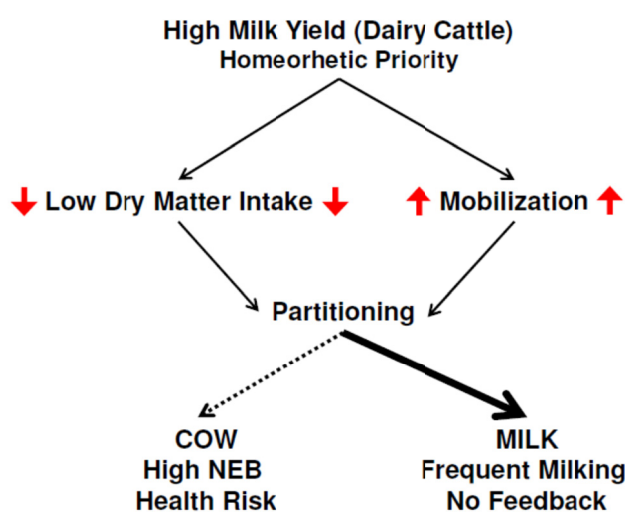 High Milk Yield (Dairy Cattle)
Homeorhetic Priority
Low Dry Matter Intake
Mobilization
Partitioning
COW
High NEB
Health Risk
MILK
Frequent Milking
No Feedback